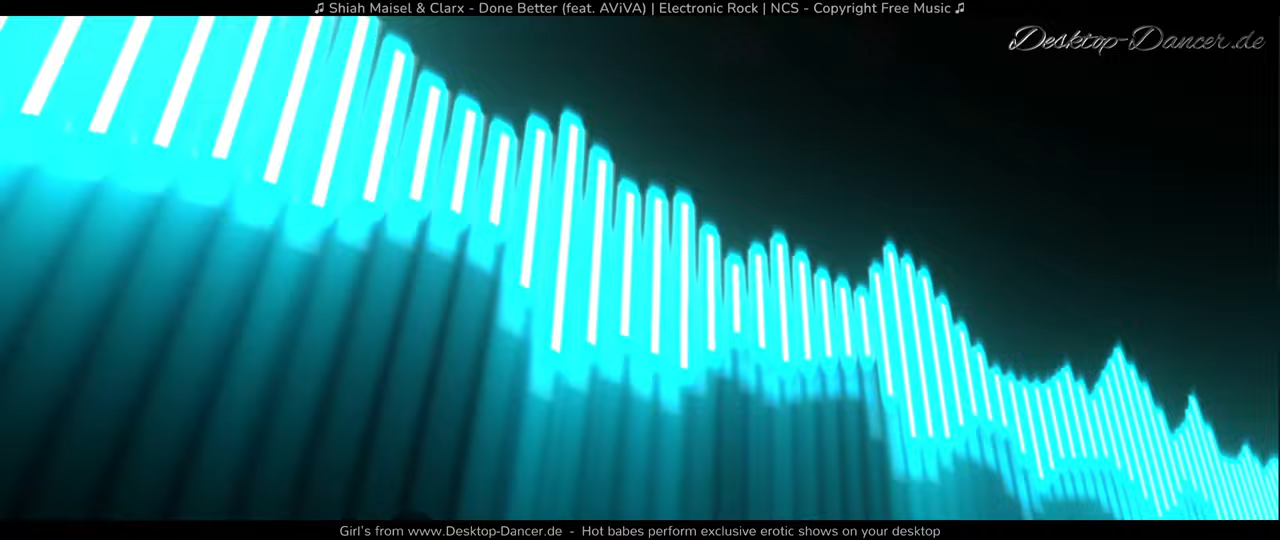 ♫ Shiah Maisel & Clarx - Done Better (feat. AViVA) | Electronic Rock | NCS - Copyright Free Music ♫
Desktop-Dancer.de
Girl's from www.Desktop-Dancer.de - Hot babes perform exclusive erotic shows on your desktop